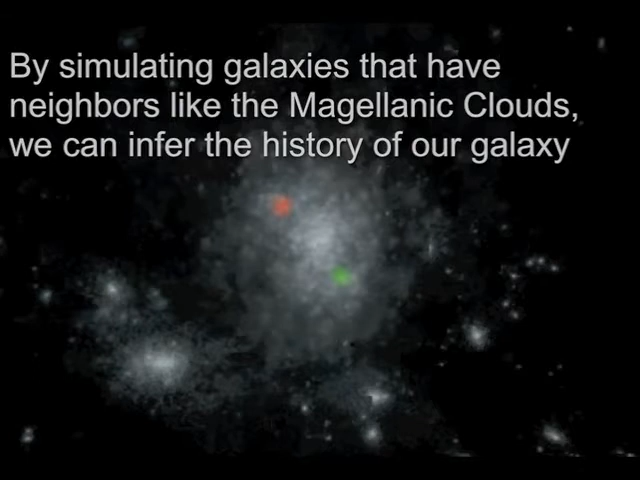 By simulating galaxies that have
neighbors like the Magellanic Clouds,
we can infer the history of our galaxy